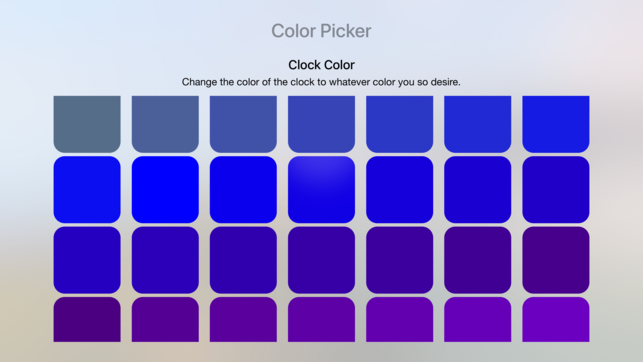 Color Picker
Clock Color
Change the color of the clock to whatever color you so desire.